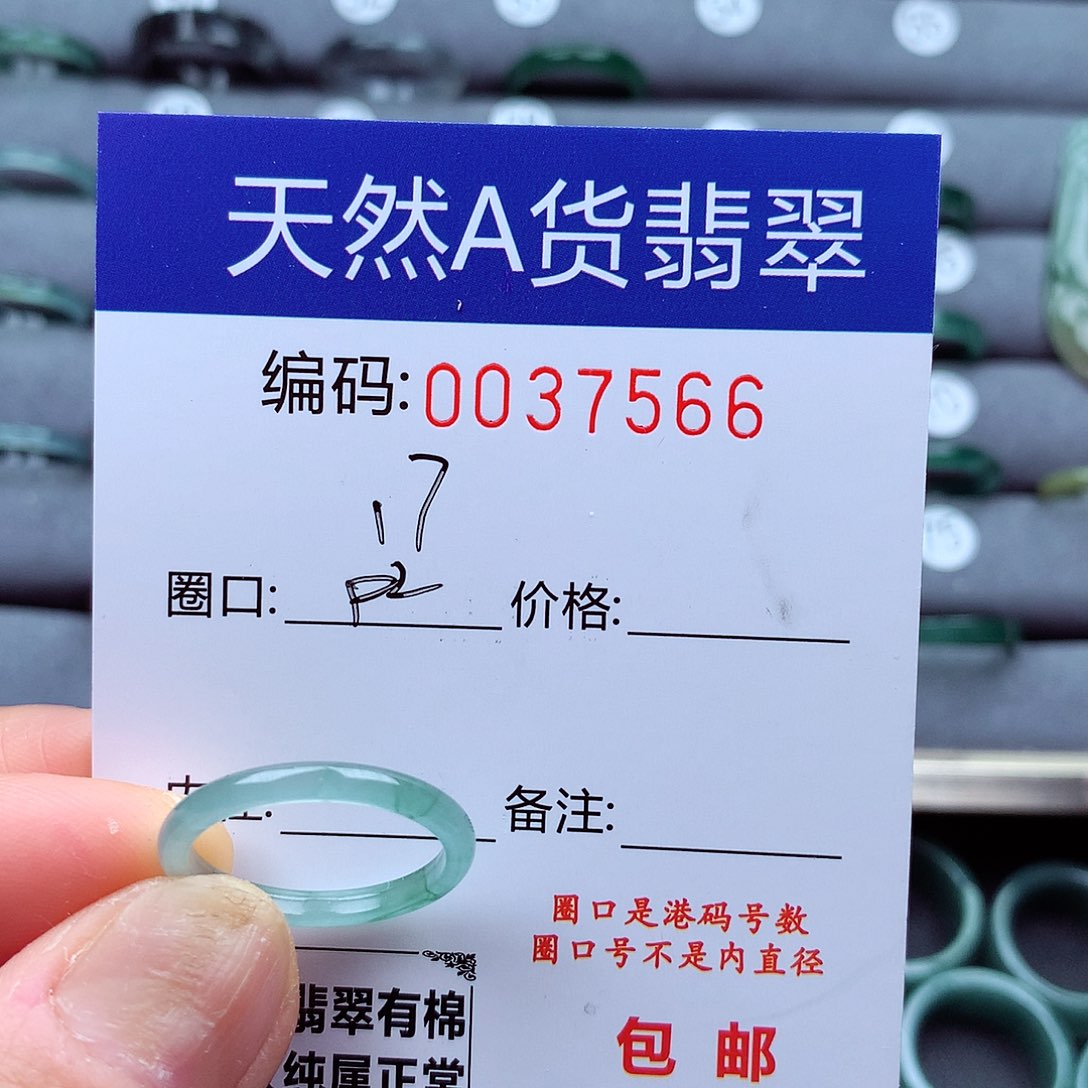 天然A货翡翠
编码:0037566
17
圈口: 价格:
内径: 备注:
圈口是港码号数
圈口号不是内直径
翡翠有棉
纯属正常
包邮